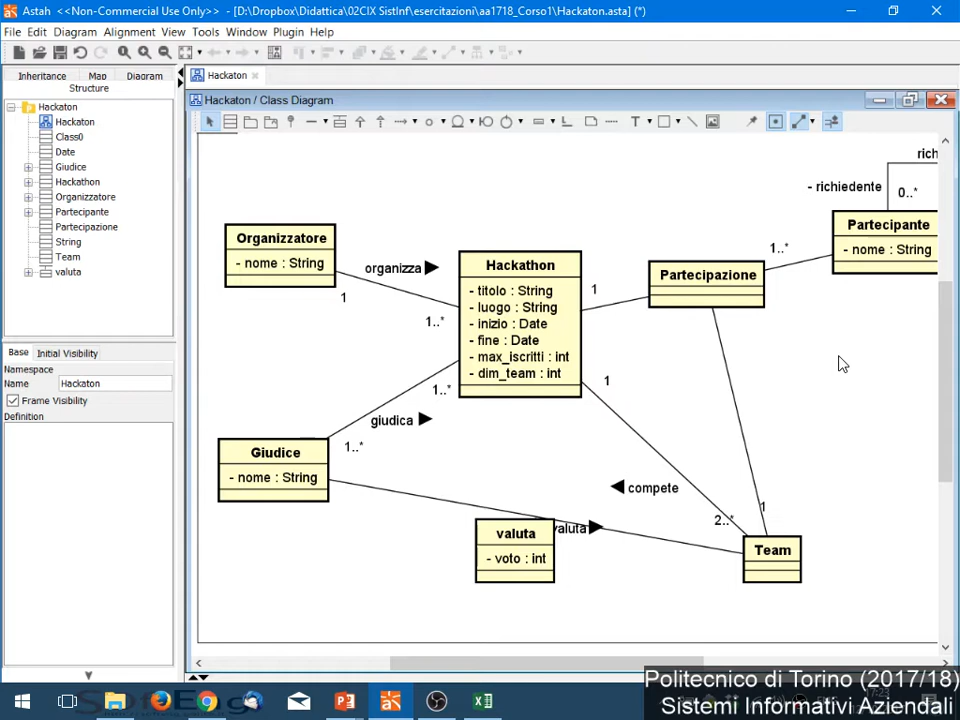 Astah <<Non-Commercial Use Only>> - [D:\Dropbox\Didattica\02CIX SistInf\esercitazioni\aa1718_Corso1\Hackaton.asta] (*)
File Edit Diagram Alignment View Tools Window Plugin Help
Inheritance Map Diagram
Structure
Hackaton
Hackaton
Class0
Date
Giudice
Hackathon
Organizzatore
Partecipante
Partecipazione
String
Team
valuta
Base Initial Visibility
Namespace
Name Hackaton
Frame Visibility
Definition
Hackaton
Hackaton / Class Diagram
T
rich
- richiedente
0..*
Partecipante
- nome : String
1..*
Organizzatore
- nome : String
organizza
1
1..*
Hackathon
- titolo : String
- luogo : String
- inizio : Date
- fine : Date
- max_iscritti : int
- dim_team : int
1
Partecipazione
1
1..*
giudica
1..*
Giudice
- nome : String
compete
2..*
1
valuta
valuta
- voto : int
Team
Politecnico di Torino (2017/18)
Sistemi Informativi Aziendali